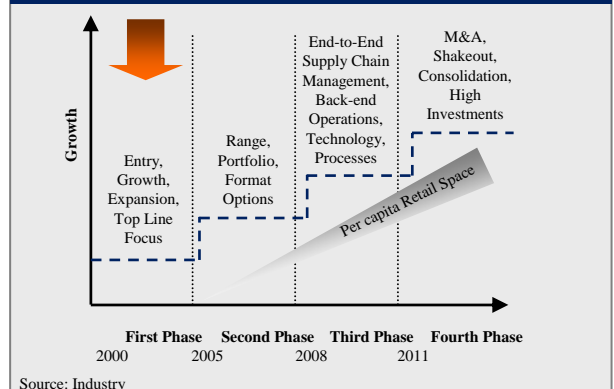 Growth
Entry,
Growth,
Expansion,
Top Line
Focus
Range,
Portfolio,
Format
Options
End-to-End
Supply Chain
Management,
Back-end
Operations,
Technology,
Processes
M&A,
Shakeout,
Consolidation,
High
Investments
Per capita Retail Space
First Phase Second Phase Third Phase Fourth Phase
2000 2005 2008 2011
Source: Industry